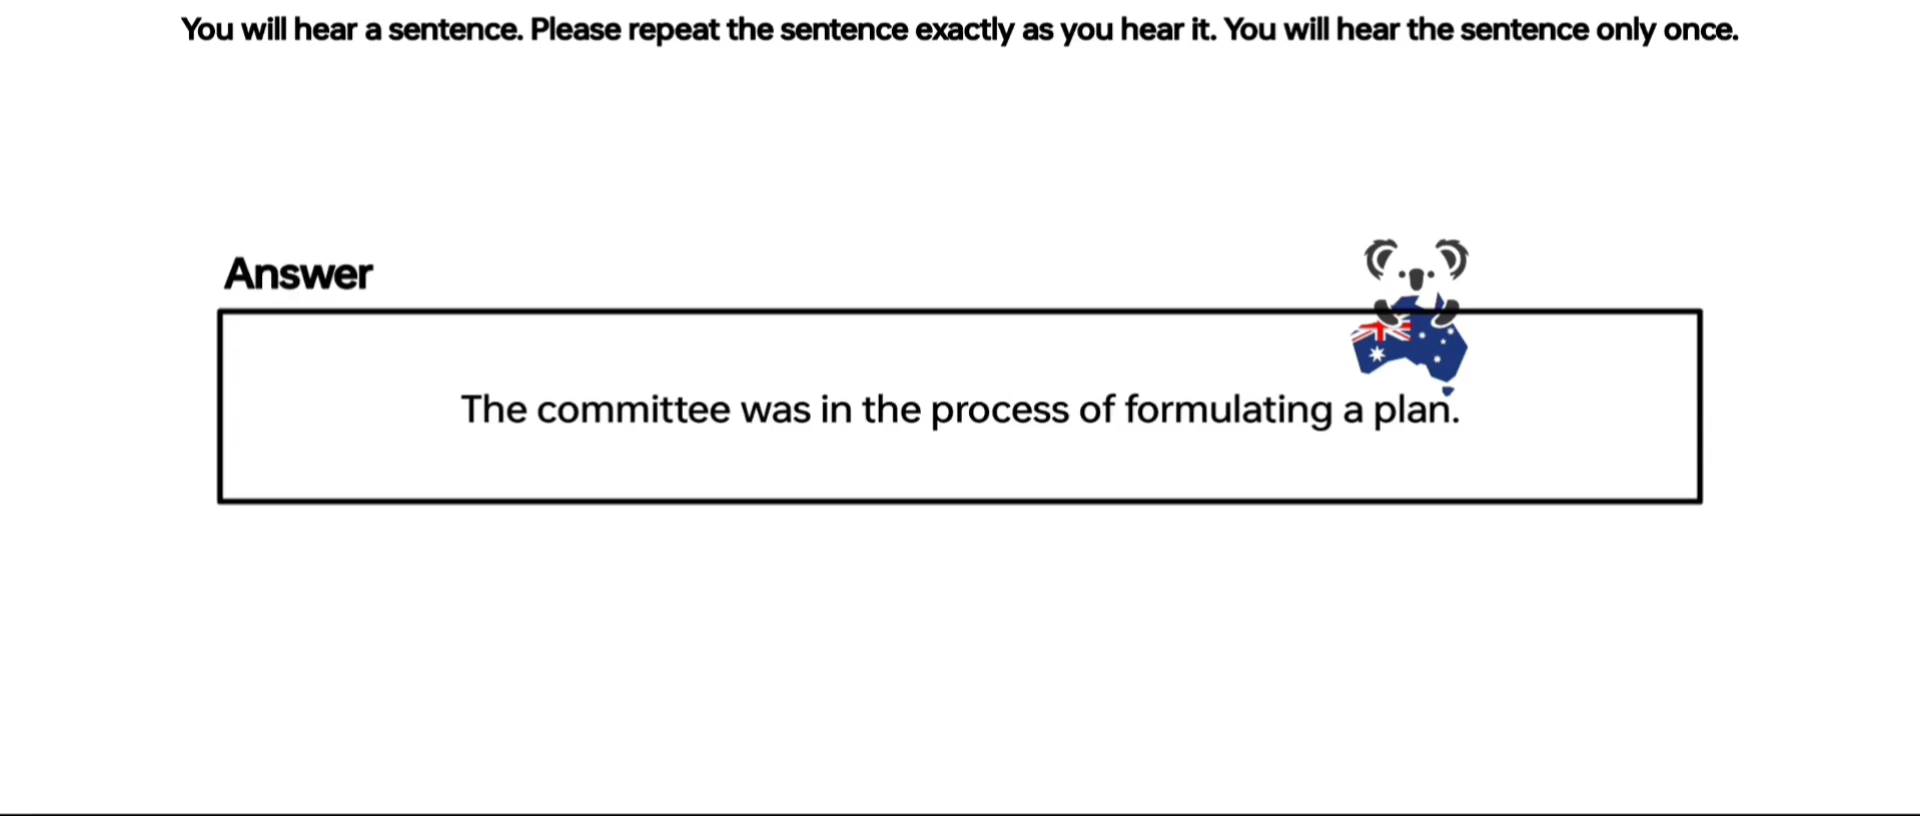 You will hear a sentence. Please repeat the sentence exactly as you hear it. You will hear the sentence only once.
Answer
The committee was in the process of formulating a plan.